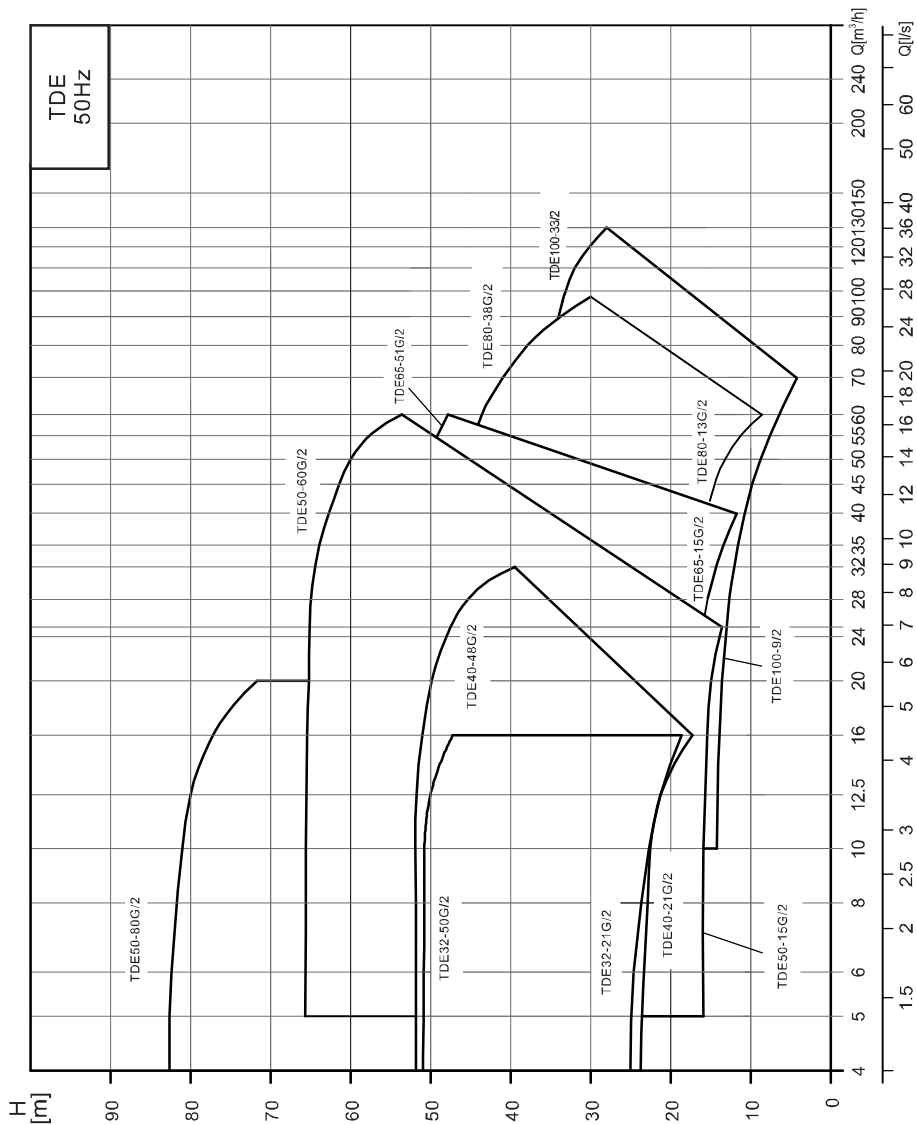 TDE
50Hz
H
[m]
90
80
70
60
50
40
30
20
10
0
TDE50-80G/2
TDE50-60G/2
TDE65-51G/2
TDE80-38G/2
TDE100-33/2
TDE40-48G/2
TDE32-50G/2
TDE32-21G/2
TDE40-21G/2
TDE50-15G/2
TDE65-15G/2
TDE80-13G/2
TDE100-9/2
4 5 6 8 10 12.5 16 20 24 28 32 35 40 45 50 55 60 70 80 90 100 120 130 150 200 240 Q[m³/h]
1.5 2 2.5 3 4 5 6 7 8 9 10 12 14 16 18 20 24 28 32 36 40 50 60 Q[l/s]